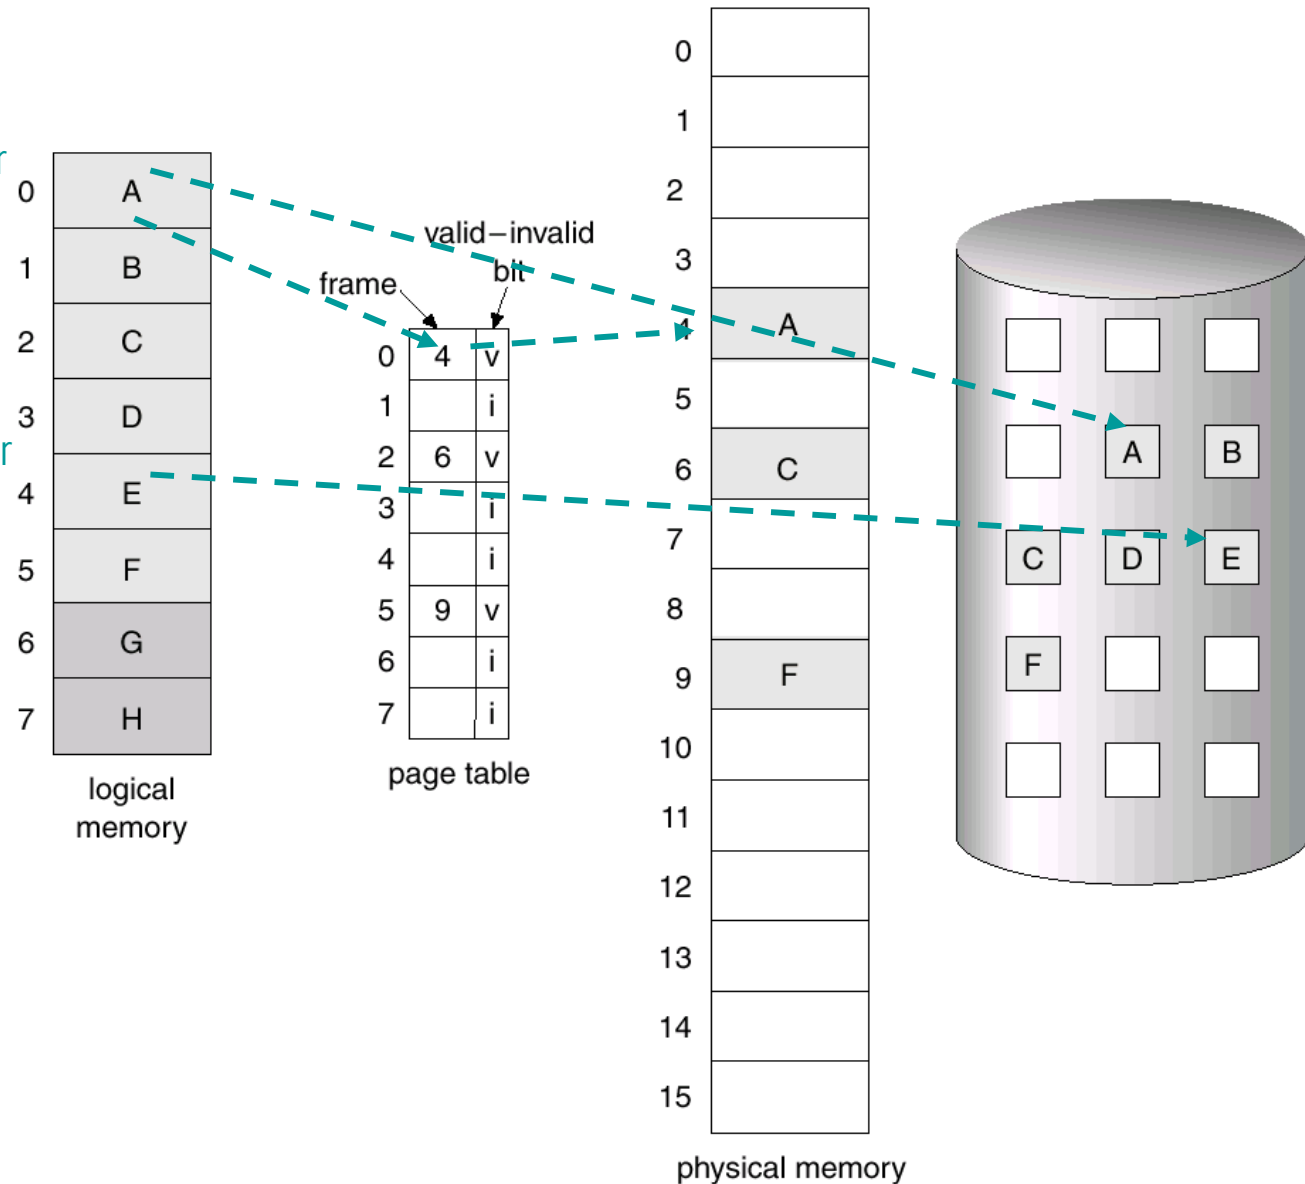 r
0 A
1 B
2 C
3 D
r
4 E
5 F
6 G
7 H
logical
memory
valid–invalid
bit
frame
0 4 v
1 i
2 6 v
3 i
4 i
5 9 v
6 i
7 i
page table
0
1
2
3
4 A
5
6 C
7
8
9 F
10
11
12
13
14
15
physical memory
A B
C D E
F